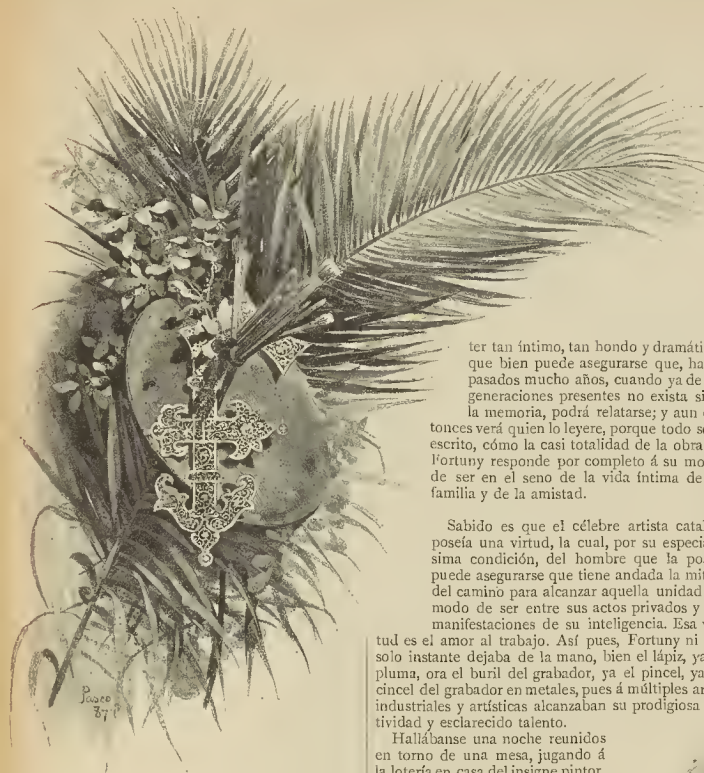 ter tan íntimo, tan hondo y dramáti
que bien puede asegurarse que, ha
pasados mucho años, cuando ya de
generaciones presentes no exista si
la memoria, podrá relatarse; y aun
tonces verá quien lo leyere, porque todo se
escrito, cómo la casi totalidad de la obra
Fortuny responde por completo á su mo
de ser en el seno de la vida íntima de
familia y de la amistad.
Sabido es que el célebre artista catal
poseía una virtud, la cual, por su especia
sima condición, del hombre que la po
puede asegurarse que tiene andada la mit
del camino para alcanzar aquella unidad
modo de ser entre sus actos privados y
manifestaciones de su inteligencia. Esa v
tud es el amor al trabajo. Así pues, Fortuny ni
solo instante dejaba de la mano, bien el lápiz, ya
pluma, ora el buril del grabador, ya el pincel, ya
cincel del grabador en metales, pues á múltiples ar
industriales y artísticas alcanzaban su prodigiosa
tividad y esclarecido talento.
Hallábanse una noche reunidos
en torno de una mesa, jugando á
la lotería en casa del insigne pintor
Pasco
87